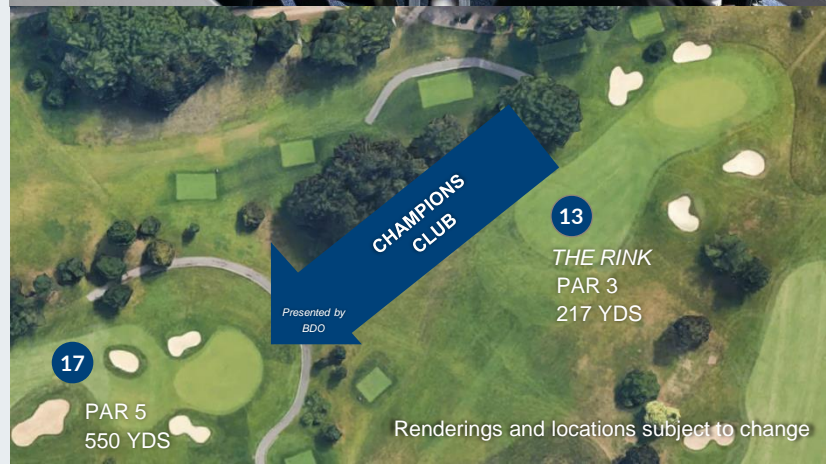 CHAMPIONS
CLUB
Presented by
BDO
13
THE RINK
PAR 3
217 YDS
17
PAR 5
550 YDS
Renderings and locations subject to change